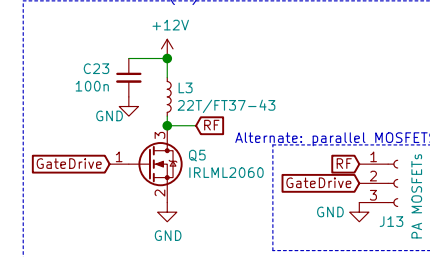 +12V
C23
100n
GND
L3
22T/FT37-43
3
RF
GateDrive
1
Q5
IRLML2060
2
GND
Alternate: parallel MOSFETs
RF
1
GateDrive
2
3
GND
J13
PA MOSFETs